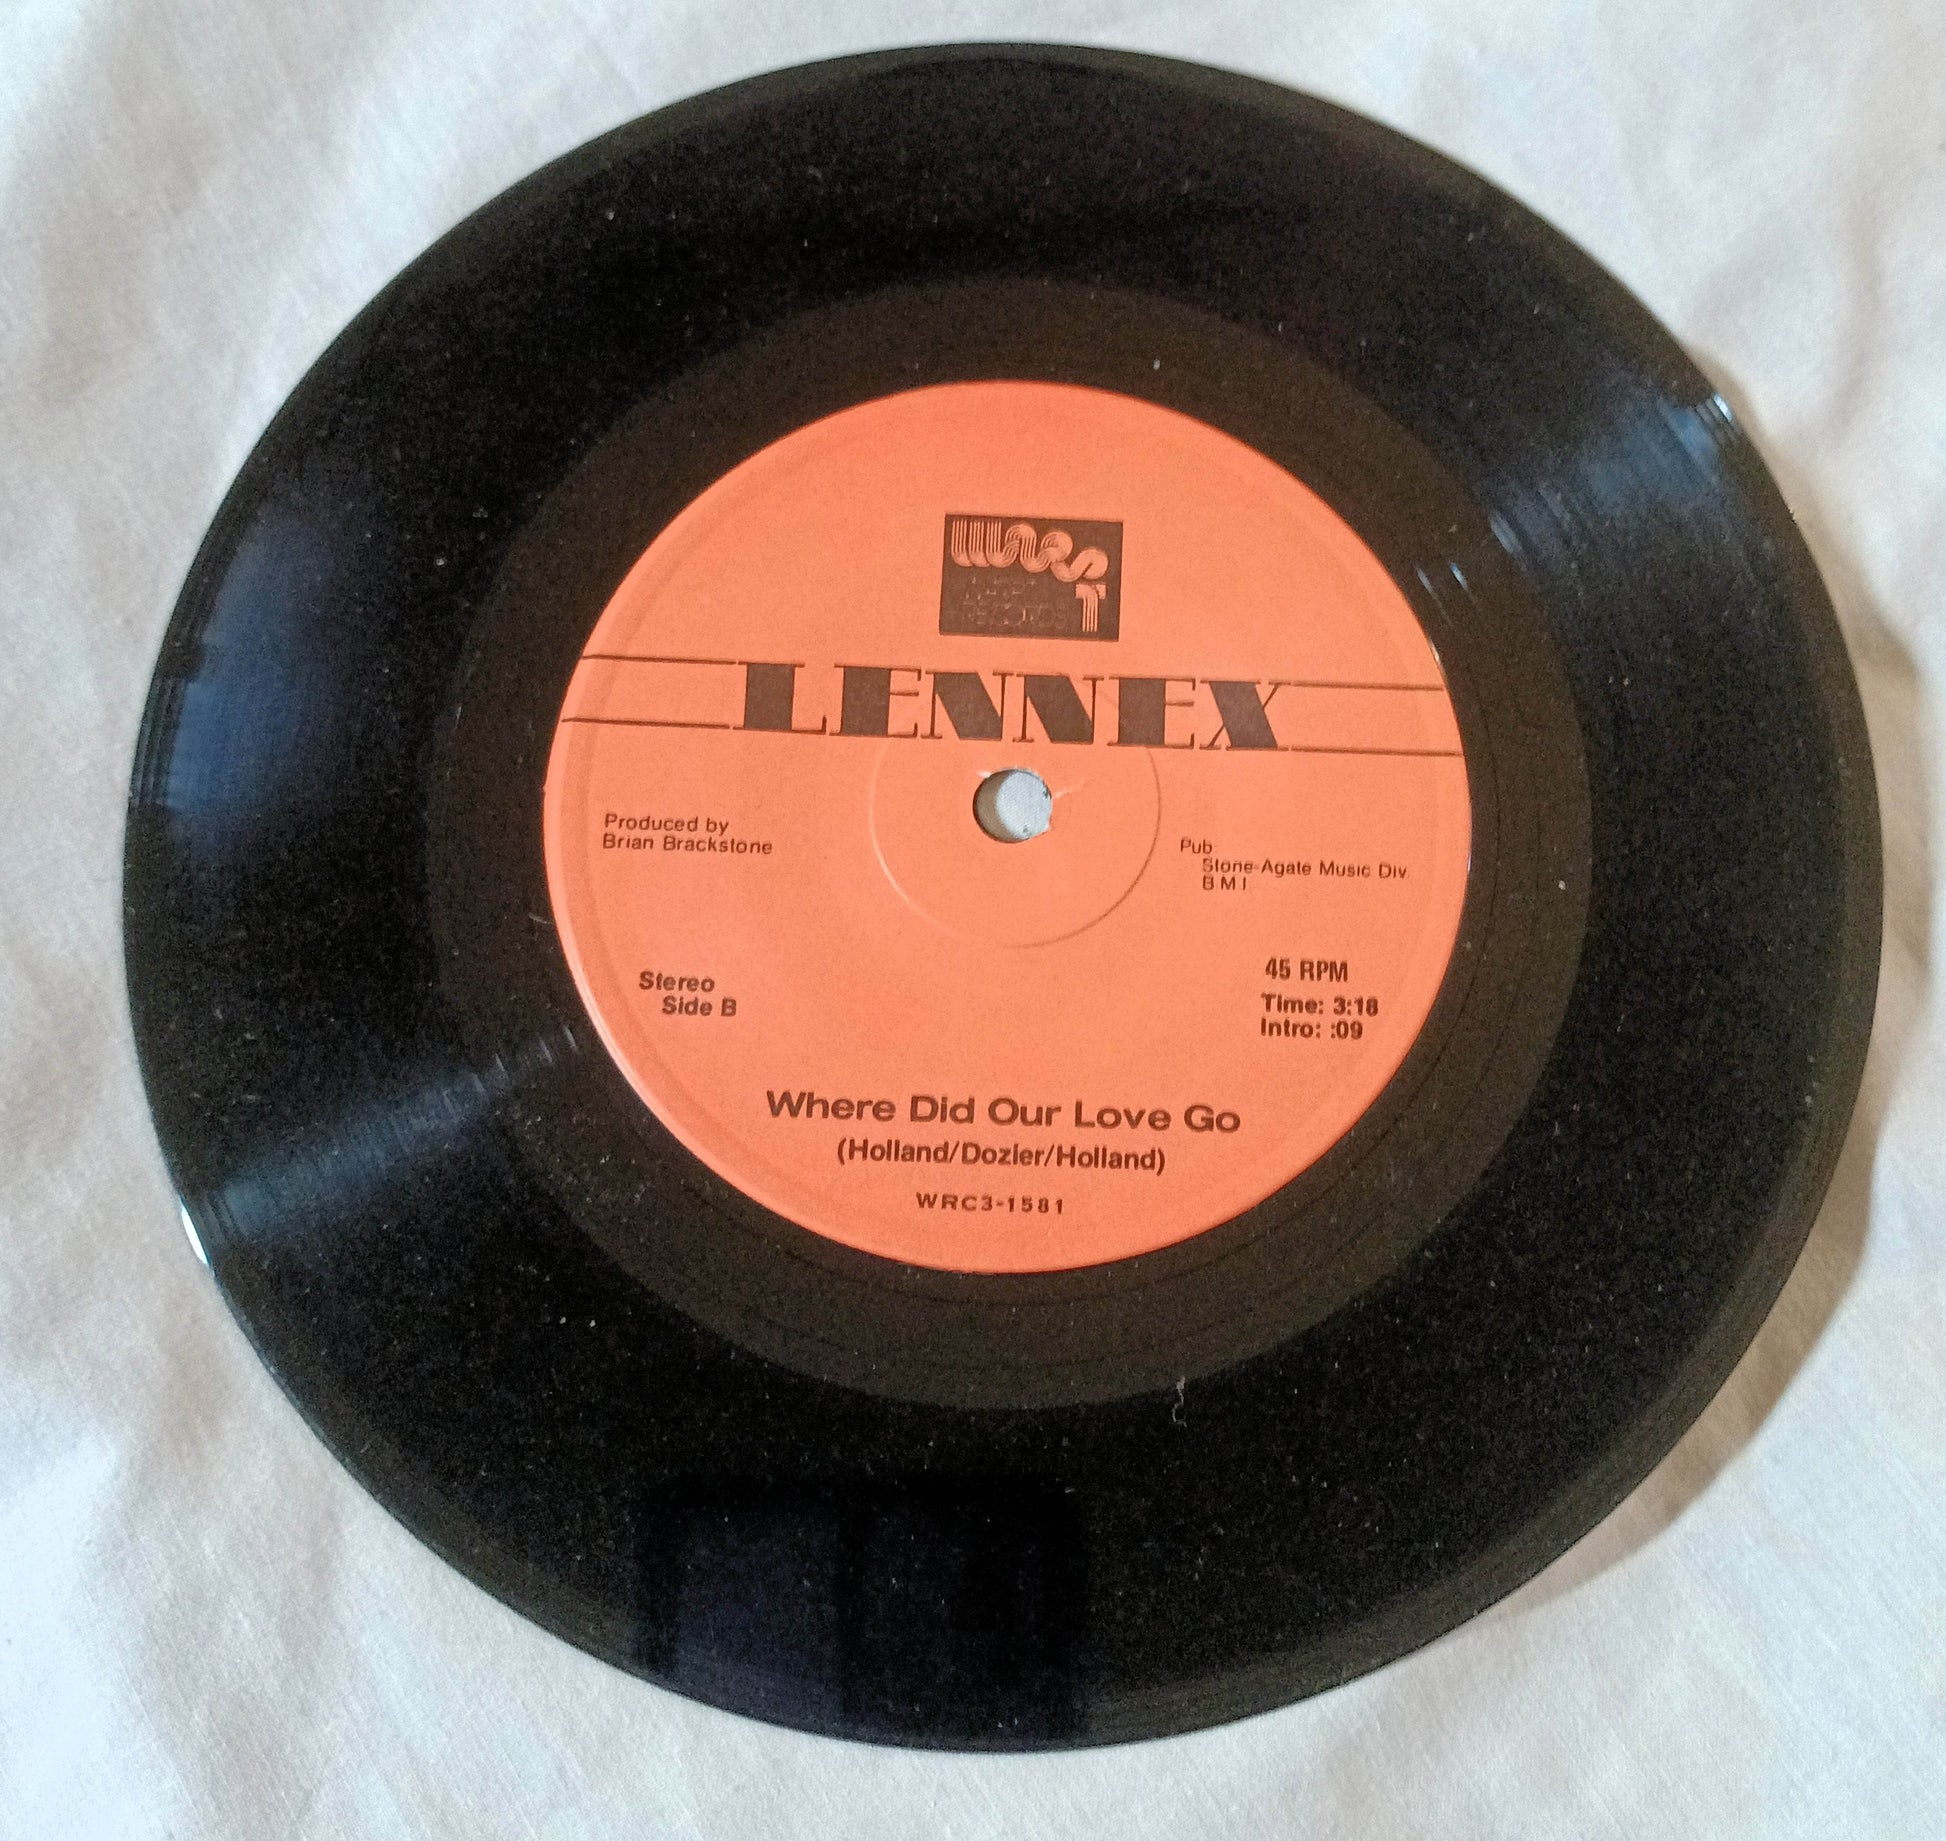 LENNEX
Produced by
Brian Brackstone
Pub.
Stone-Agate Music Div.
B M I
Stereo
Side B
45 RPM
Time: 3:18
Intro: :09
Where Did Our Love Go
(Holland/Dozier/Holland)
WRC3-1581